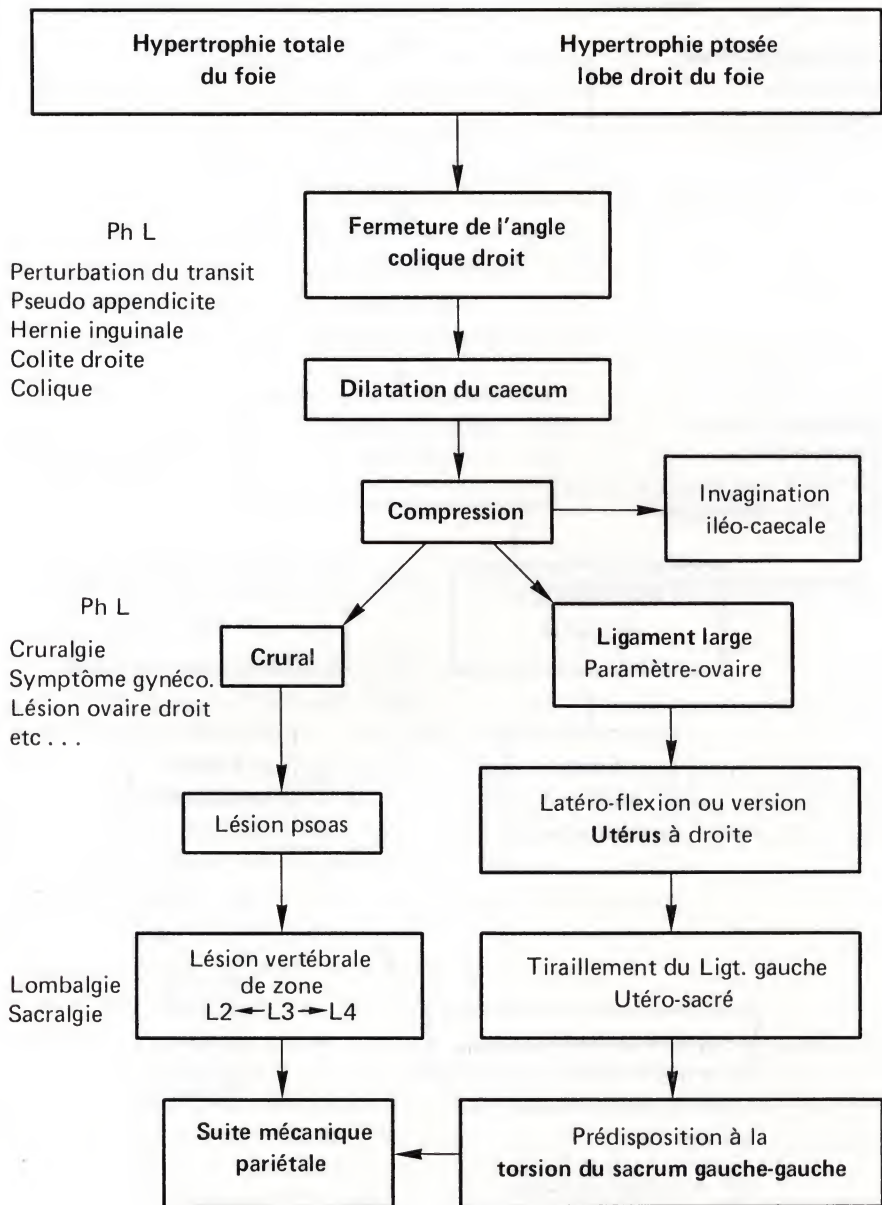 Hypertrophie totale
du foie
Hypertrophie ptosée
lobe droit du foie
Fermeture de l'angle
colique droit
Ph L
Perturbation du transit
Pseudo appendicite
Hernie inguinale
Colite droite
Colique
Dilatation du caecum
Compression
Invagination
iléo-caecale
Ph L
Cruralgie
Symptôme gynéco.
Lésion ovaire droit
etc . . .
Crural
Ligament large
Paramètre-ovaire
Lésion psoas
Latéro-flexion ou version
Utérus à droite
Lombalgie
Sacralgie
Lésion vertébrale
de zone
L2 ← L3 → L4
Tiraillement du Ligt. gauche
Utéro-sacré
Suite mécanique
pariétale
Prédisposition à la
torsion du sacrum gauche-gauche